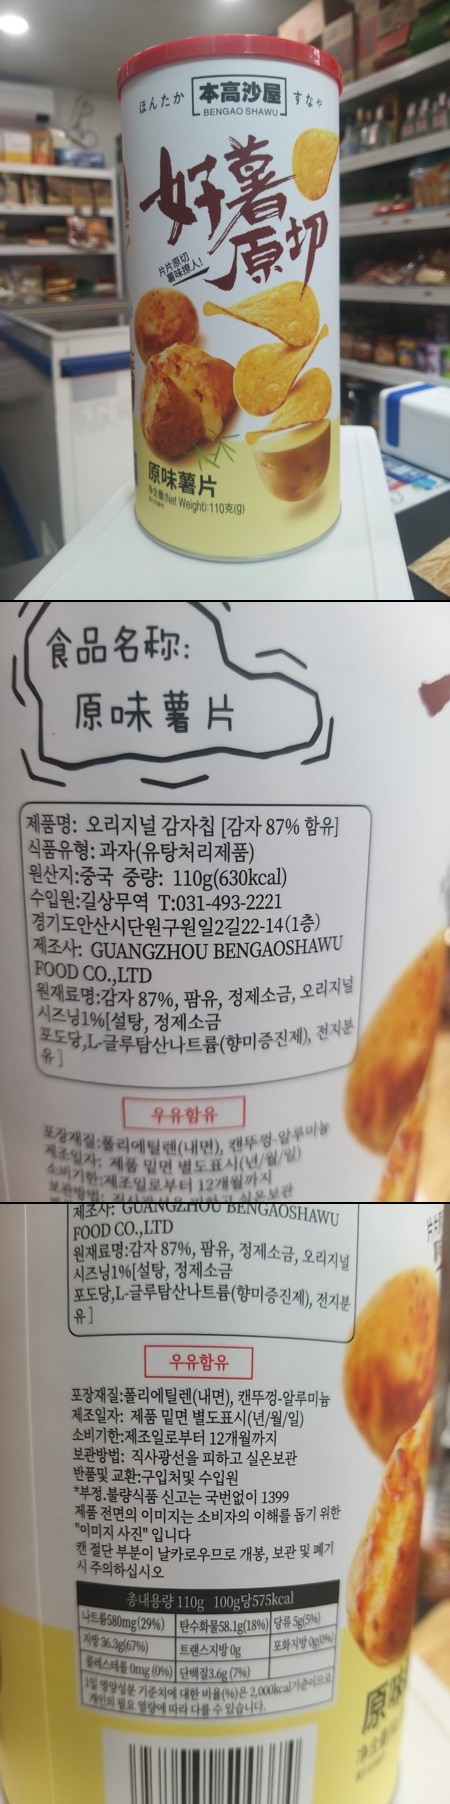 ほんたか 本高沙屋 すなや
BENGAO SHAWU
好薯
原切
片片原切
薯味撩人!
原味薯片
净含量(Net Weight):110克(g)
食品名称:
原味薯片
제품명: 오리지널 감자칩 [감자 87% 함유]
식품유형: 과자(유탕처리제품)
원산지:중국 중량: 110g(630kcal)
수입원:길상무역 T:031-493-2221
경기도안산시단원구원일2길22-14(1층)
제조사: GUANGZHOU BENGAOSHAWU
FOOD CO.,LTD
원재료명:감자 87%, 팜유, 정제소금, 오리지널
시즈닝1%[설탕, 정제소금
포도당,L-글루탐산나트륨(향미증진제), 전지분
유]
우유함유
포장재질:폴리에틸렌(내면), 캔뚜껑-알루미늄
제조일자: 제품 밑면 별도표시(년/월/일)
소비기한:제조일로부터 12개월까지
보관방법: 직사광선을 피하고 실온보관
제조사: GUANGZHOU BENGAOSHAWU
FOOD CO.,LTD
원재료명:감자 87%, 팜유, 정제소금, 오리지널
시즈닝1%[설탕, 정제소금
포도당,L-글루탐산나트륨(향미증진제), 전지분
유]
우유함유
포장재질:폴리에틸렌(내면), 캔뚜껑-알루미늄
제조일자: 제품 밑면 별도표시(년/월/일)
소비기한:제조일로부터 12개월까지
보관방법: 직사광선을 피하고 실온보관
반품및 교환:구입처및 수입원
*부정.불량식품 신고는 국번없이 1399
제품 전면의 이미지는 소비자의 이해를 돕기 위한
"이미지 사진" 입니다
캔 절단 부분이 날카로우므로 개봉, 보관 및 폐기
시 주의하십시오
총내용량 110g 100g당575kcal
나트륨580mg(29%) 탄수화물58.1g(18%) 당류 5g(5%)
지방 36.3g(67%) 트랜스지방 0g 포화지방 0g(0%)
콜레스테롤 0mg (0%) 단백질3.6g (7%)
1일 영양성분 기준치에 대한 비율(%)은 2,000kcal기준이므로
개인의 필요 열량에 따라 다를 수 있습니다.
原味
净含量